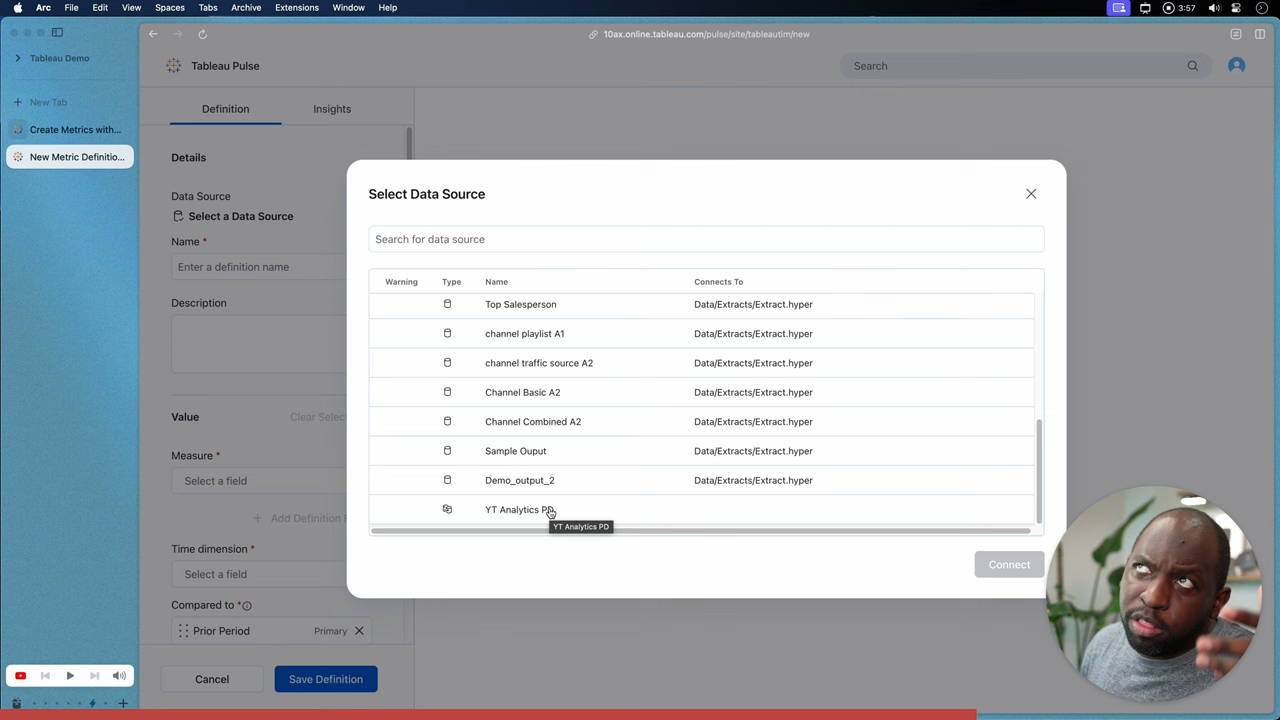 Arc File Edit View Spaces Tabs Archive Extensions Window Help 3:57
10ax.online.tableau.com/pulse/site/tableautim/new
Tableau Demo
New Tab
Create Metrics with...
New Metric Definitio...
Tableau Pulse
Search
Definition Insights
Details
Data Source
Select a Data Source
Name *
Enter a definition name
Description
Value
Clear Selec
Measure *
Select a field
Add Definition F
Time dimension *
Select a field
Compared to *
Prior Period Primary
Cancel Save Definition
Select Data Source
Search for data source
Warning Type Name Connects To
Top Salesperson Data/Extracts/Extract.hyper
channel playlist A1 Data/Extracts/Extract.hyper
channel traffic source A2 Data/Extracts/Extract.hyper
Channel Basic A2 Data/Extracts/Extract.hyper
Channel Combined A2 Data/Extracts/Extract.hyper
Sample Ouput Data/Extracts/Extract.hyper
Demo_output_2 Data/Extracts/Extract.hyper
YT Analytics PD
YT Analytics PD
Connect